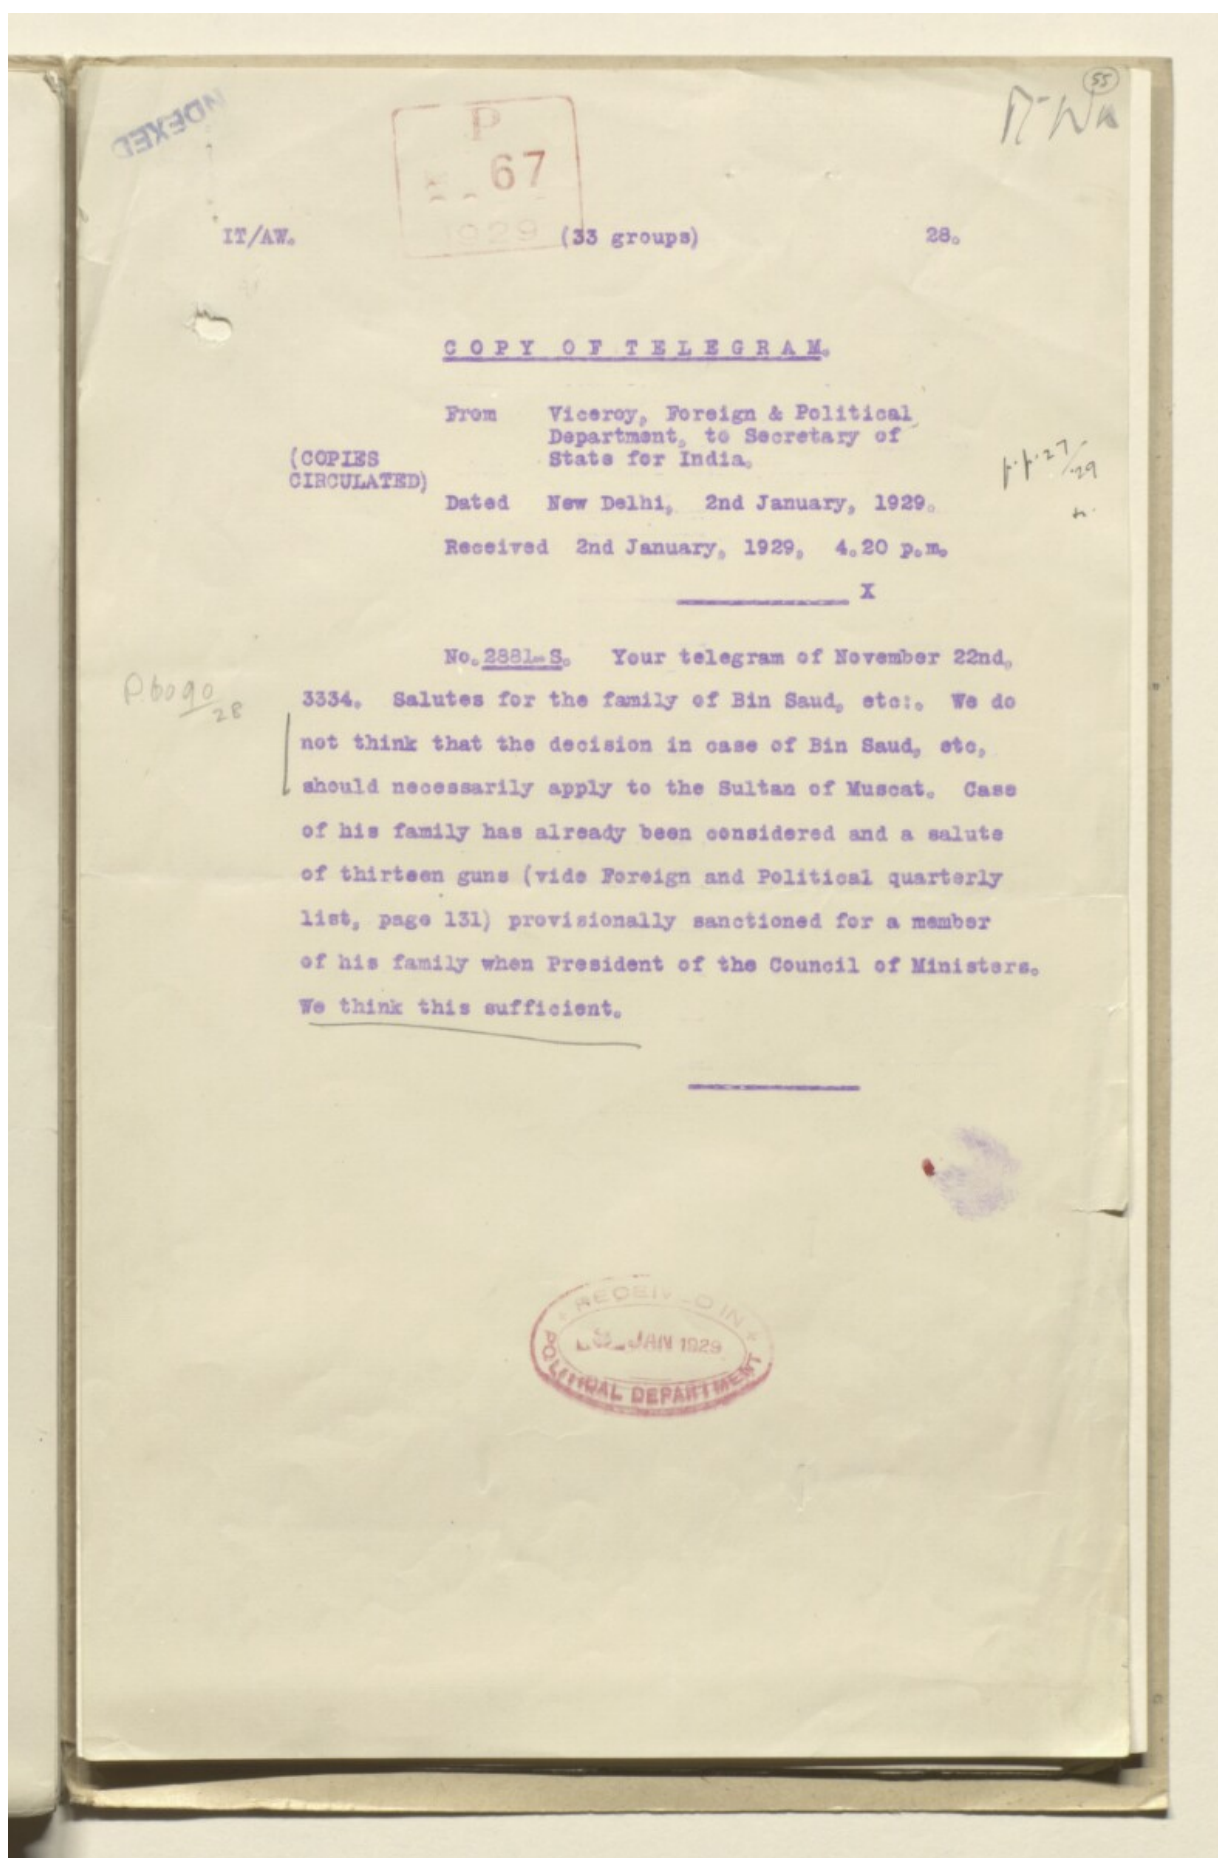 55
INDEXED
P
67
1929
IT/AW. (33 groups) 28.
COPY OF TELEGRAM.
From Viceroy, Foreign & Political
Department, to Secretary of
State for India.
(COPIES
CIRCULATED)
p.p. 27/29
Dated New Delhi, 2nd January, 1929.
Received 2nd January, 1929, 4.20 p.m.
X
No.2881-S. Your telegram of November 22nd,
P.6090/28
3334. Salutes for the family of Bin Saud, etc:. We do
not think that the decision in case of Bin Saud, etc,
should necessarily apply to the Sultan of Muscat. Case
of his family has already been considered and a salute
of thirteen guns (vide Foreign and Political quarterly
list, page 131) provisionally sanctioned for a member
of his family when President of the Council of Ministers.
We think this sufficient.
RECEIVED IN
JAN 1929
POLITICAL DEPARTMENT